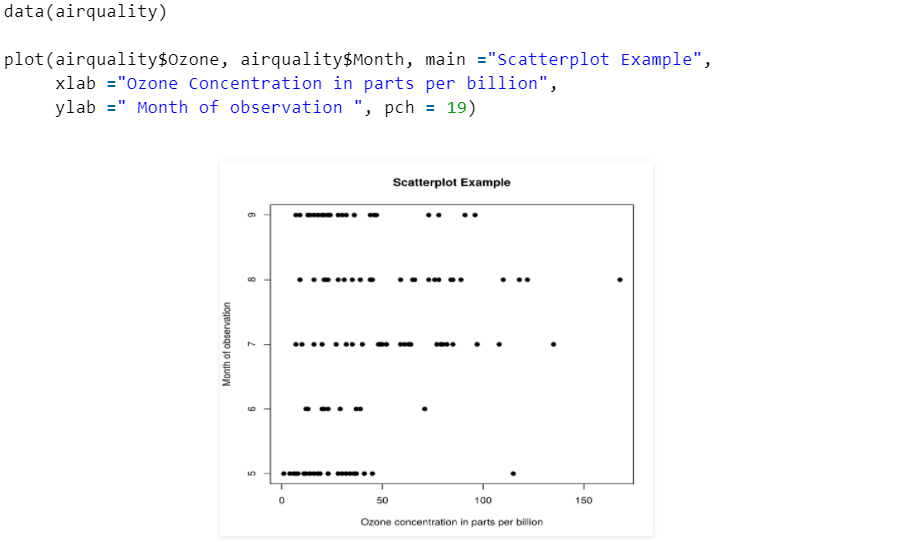 data(airquality)
plot(airquality$Ozone, airquality$Month, main ="Scatterplot Example",
xlab ="Ozone Concentration in parts per billion",
ylab =" Month of observation ", pch = 19)
Scatterplot Example
9
8
7
6
5
Month of observation
0 50 100 150
Ozone concentration in parts per billion